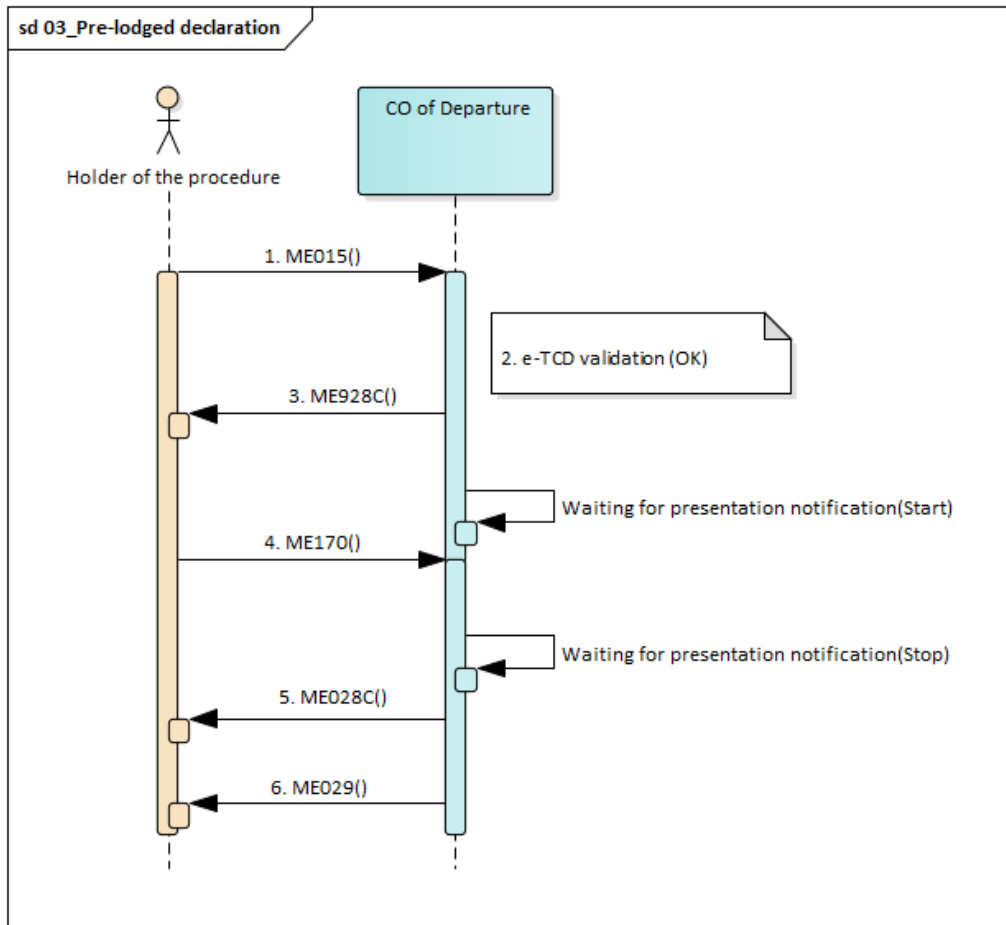 sd 03_Pre-lodged declaration
CO of Departure
Holder of the procedure
1. ME015()
2. e-TCD validation (OK)
3. ME928C()
Waiting for presentation notification(Start)
4. ME170()
Waiting for presentation notification(Stop)
5. ME028C()
6. ME029()